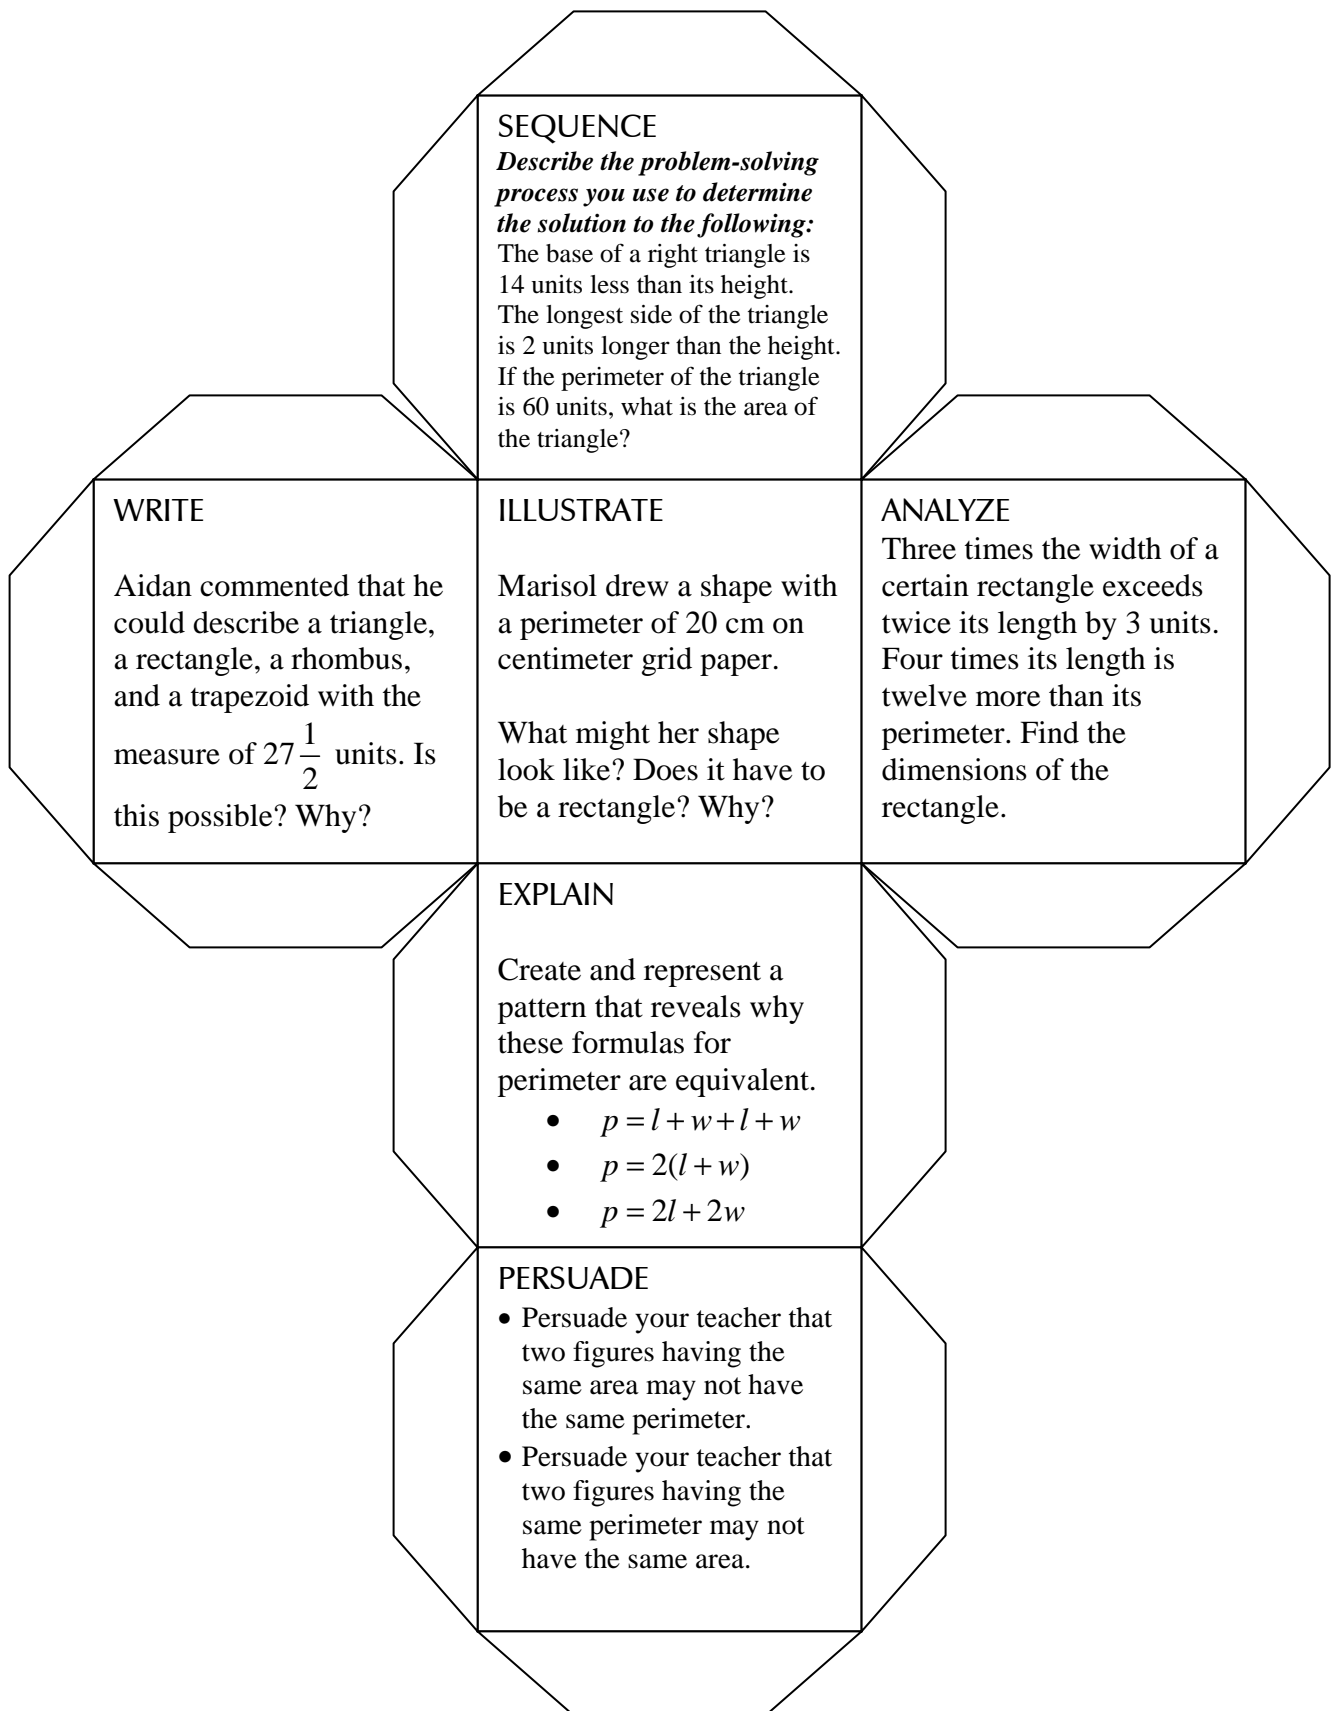 SEQUENCE
Describe the problem-solving
process you use to determine
the solution to the following:
The base of a right triangle is
14 units less than its height.
The longest side of the triangle
is 2 units longer than the height.
If the perimeter of the triangle
is 60 units, what is the area of
the triangle?
WRITE
Aidan commented that he
could describe a triangle,
a rectangle, a rhombus,
and a trapezoid with the
measure of 27 1/2 units. Is
this possible? Why?
ILLUSTRATE
Marisol drew a shape with
a perimeter of 20 cm on
centimeter grid paper.
What might her shape
look like? Does it have to
be a rectangle? Why?
ANALYZE
Three times the width of a
certain rectangle exceeds
twice its length by 3 units.
Four times its length is
twelve more than its
perimeter. Find the
dimensions of the
rectangle.
EXPLAIN
Create and represent a
pattern that reveals why
these formulas for
perimeter are equivalent.
• p = l + w + l + w
• p = 2(l + w)
• p = 2l + 2w
PERSUADE
• Persuade your teacher that
two figures having the
same area may not have
the same perimeter.
• Persuade your teacher that
two figures having the
same perimeter may not
have the same area.